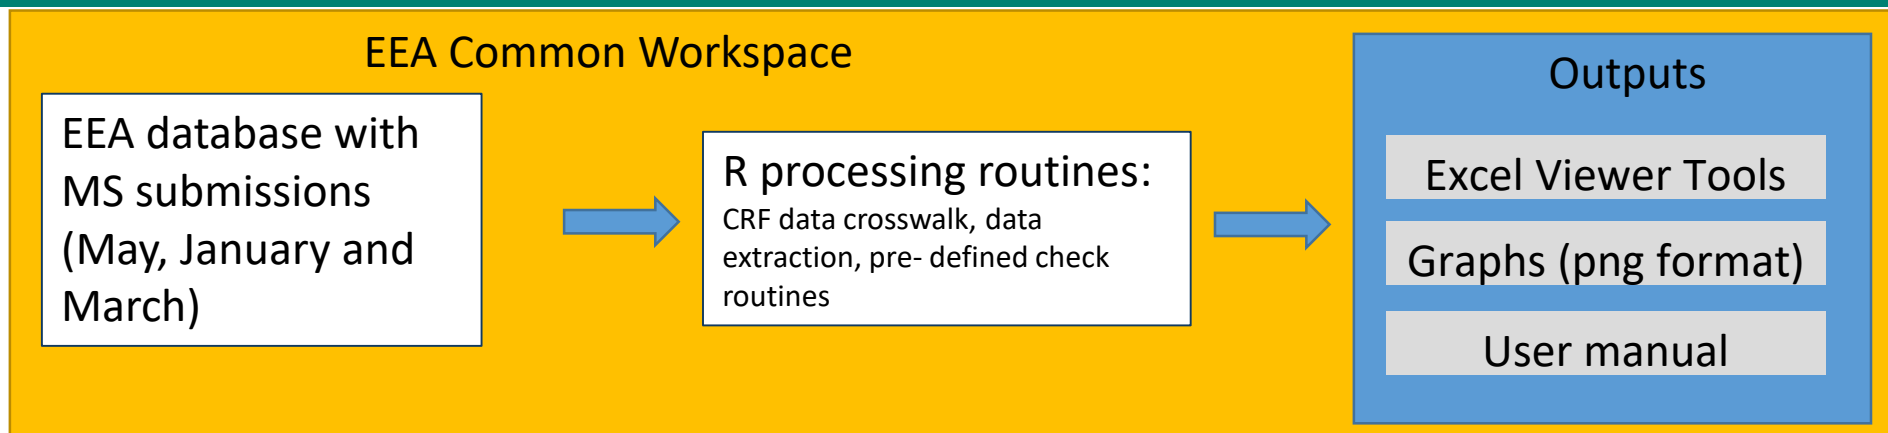 EEA Common Workspace
EEA database with
MS submissions
(May, January and
March)
R processing routines:
CRF data crosswalk, data
extraction, pre- defined check
routines
Outputs
Excel Viewer Tools
Graphs (png format)
User manual